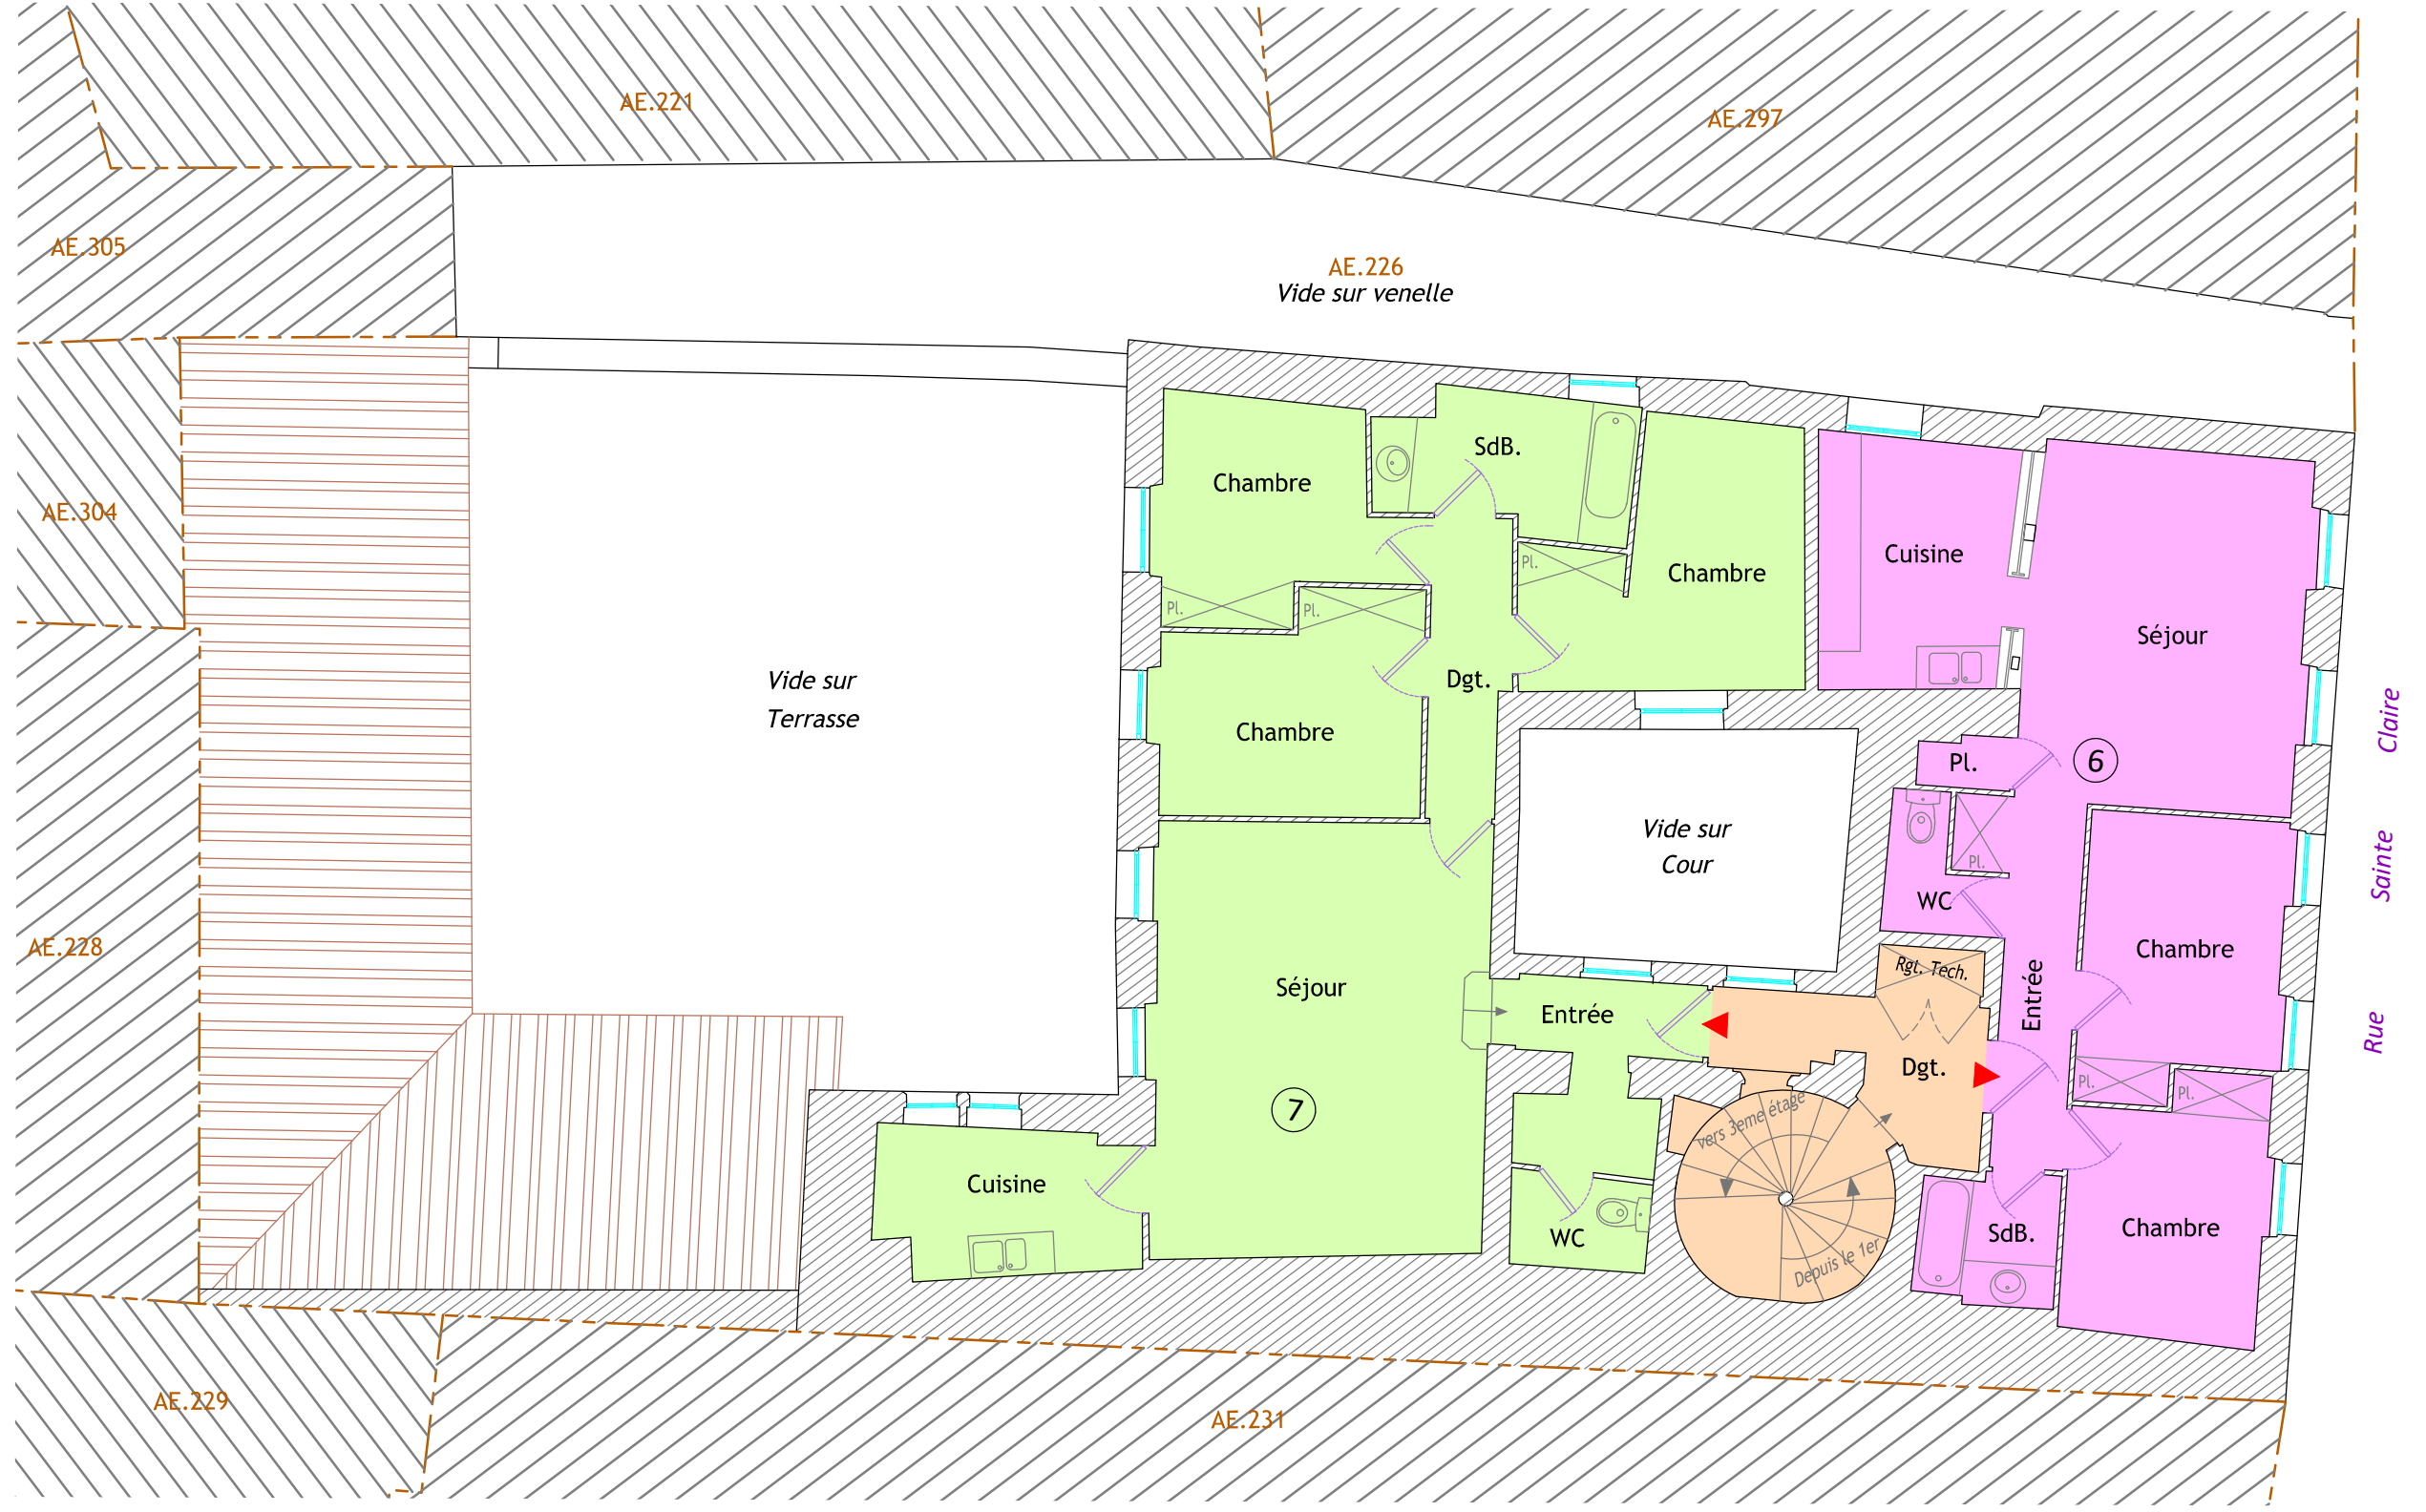 AE.221
AE.297
AE.305
AE.226
Vide sur venelle
SdB.
Chambre
AE.304
Cuisine
Pl.
Chambre
Pl.
Pl.
Séjour
Dgt.
Vide sur
Terrasse
Chambre
Rue Sainte Claire
Pl.
6
Vide sur
Cour
Pl.
WC
AE.228
Chambre
Rgt. Tech.
Séjour
Entrée
Entrée
Dgt.
Pl.
Pl.
7
vers 3eme étage
Cuisine
WC
Depuis le 1er
SdB.
Chambre
AE.229
AE.231